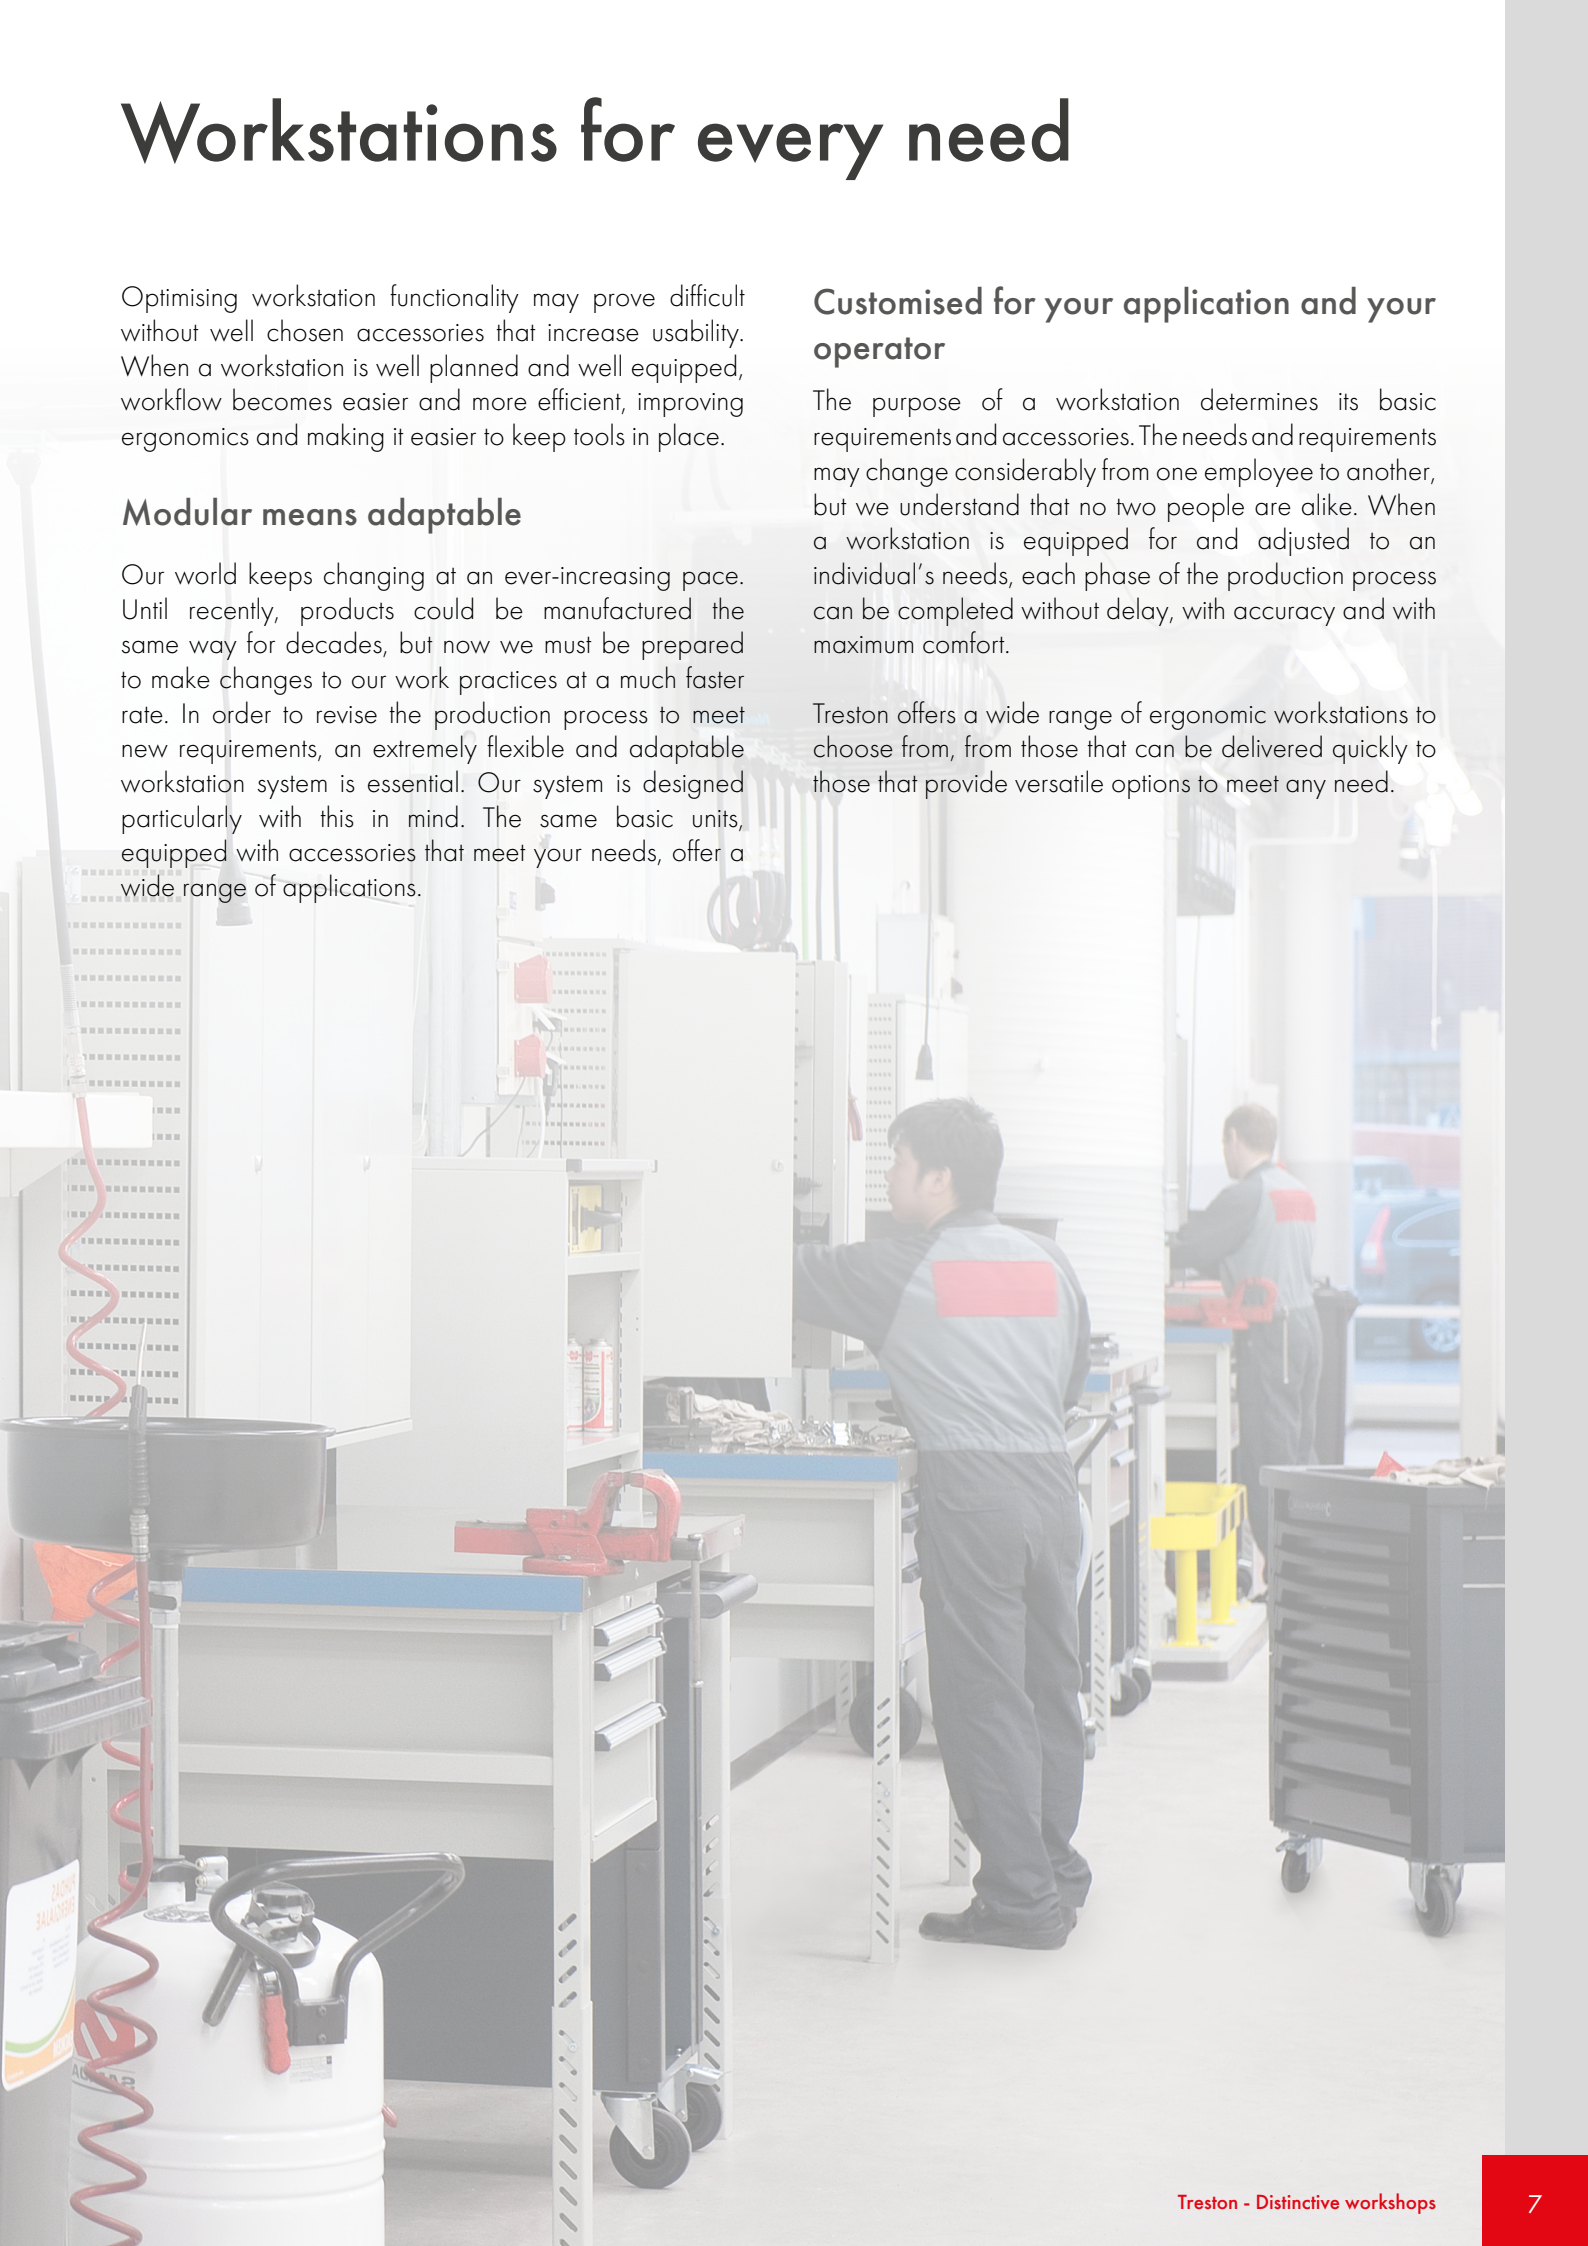 Workstations for every need
Optimising workstation functionality may prove difficult
without well chosen accessories that increase usability.
When a workstation is well planned and well equipped,
workflow becomes easier and more efficient, improving
ergonomics and making it easier to keep tools in place.
Modular means adaptable
Our world keeps changing at an ever-increasing pace.
Until recently, products could be manufactured the
same way for decades, but now we must be prepared
to make changes to our work practices at a much faster
rate. In order to revise the production process to meet
new requirements, an extremely flexible and adaptable
workstation system is essential. Our system is designed
particularly with this in mind. The same basic units,
equipped with accessories that meet your needs, offer a
wide range of applications.
Customised for your application and your
operator
The purpose of a workstation determines its basic
requirements and accessories. The needs and requirements
may change considerably from one employee to another,
but we understand that no two people are alike. When
a workstation is equipped for and adjusted to an
individual's needs, each phase of the production process
can be completed without delay, with accuracy and with
maximum comfort.
Treston offers a wide range of ergonomic workstations to
choose from, from those that can be delivered quickly to
those that provide versatile options to meet any need.
Treston - Distinctive workshops
7